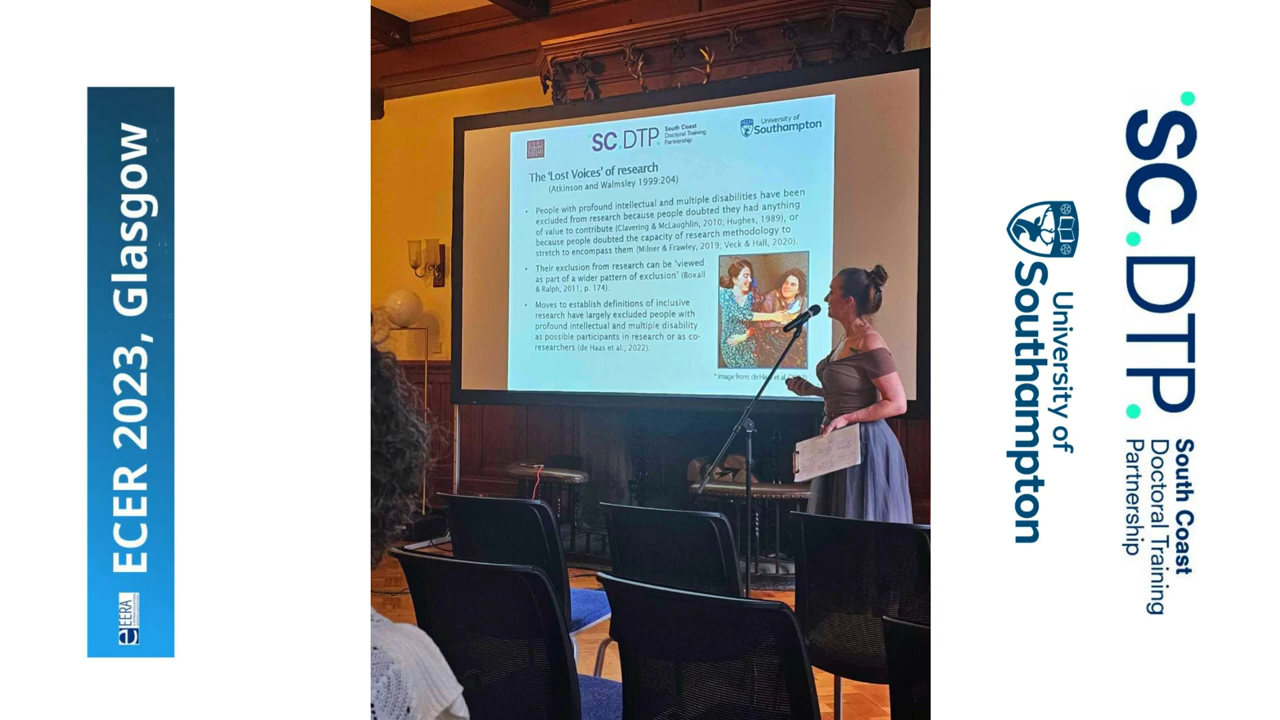 EERA
ECER 2023, Glasgow
SC.DTP.
South Coast
Doctoral Training
Partnership
University of
Southampton
The 'Lost Voices' of research
(Atkinson and Walmsley 1999:204)
• People with profound intellectual and multiple disabilities have been
excluded from research because people doubted they had anything
of value to contribute (Clavering & McLaughlin, 2010; Hughes, 1989), or
because people doubted the capacity of research methodology to
stretch to encompass them (Milner & Frawley, 2019; Veck & Hall, 2020).
• Their exclusion from research can be 'viewed
as part of a wider pattern of exclusion' (Boxall
& Ralph, 2011, p. 174).
• Moves to establish definitions of inclusive
research have largely excluded people with
profound intellectual and multiple disability
as possible participants in research or as co-
researchers (de Haas et al., 2022).
* Image from: de Haas et al.
University of
Southampton
SC.DTP.
South Coast
Doctoral Training
Partnership